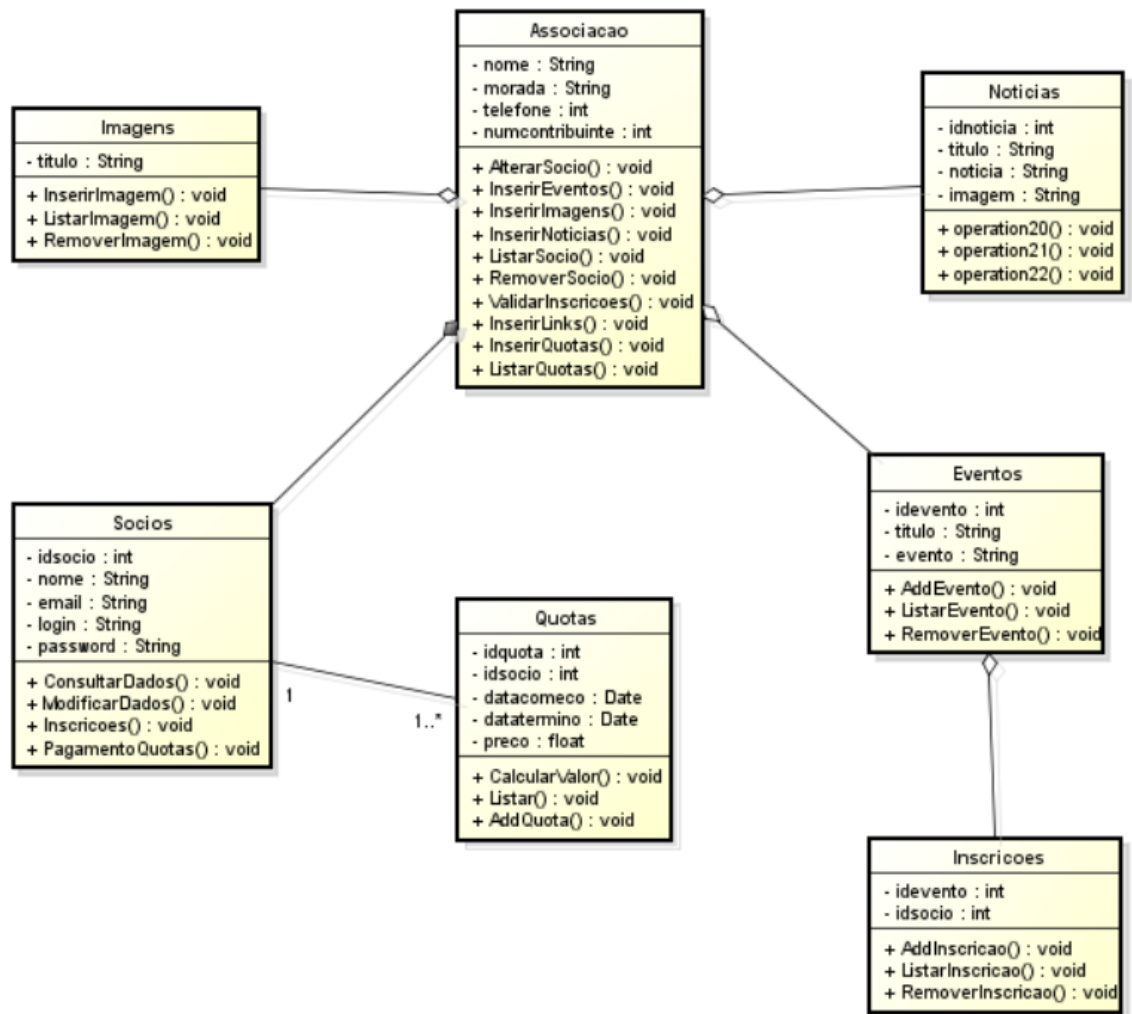 Associacao
- nome : String
- morada : String
- telefone : int
- numcontribuinte : int
+ AlterarSocio() : void
+ InserirEventos() : void
+ InserirImagens() : void
+ InserirNoticias() : void
+ ListarSocio() : void
+ RemoverSocio() : void
+ ValidarInscricoes() : void
+ InserirLinks() : void
+ InserirQuotas() : void
+ ListarQuotas() : void
Imagens
- titulo : String
+ InserirImagem() : void
+ ListarImagem() : void
+ RemoverImagem() : void
Noticias
- idnoticia : int
- titulo : String
- noticia : String
- imagem : String
+ operation20() : void
+ operation21() : void
+ operation22() : void
Socios
- idsocio : int
- nome : String
- email : String
- login : String
- password : String
+ ConsultarDados() : void
+ ModificarDados() : void
+ Inscricoes() : void
+ PagamentoQuotas() : void
1
1..*
Quotas
- idquota : int
- idsocio : int
- datacomeco : Date
- datatermino : Date
- preco : float
+ CalcularValor() : void
+ Listar() : void
+ AddQuota() : void
Eventos
- idevento : int
- titulo : String
- evento : String
+ AddEvento() : void
+ ListarEvento() : void
+ RemoverEvento() : void
Inscricoes
- idevento : int
- idsocio : int
+ AddInscricao() : void
+ ListarInscricao() : void
+ RemoverInscricao() : void